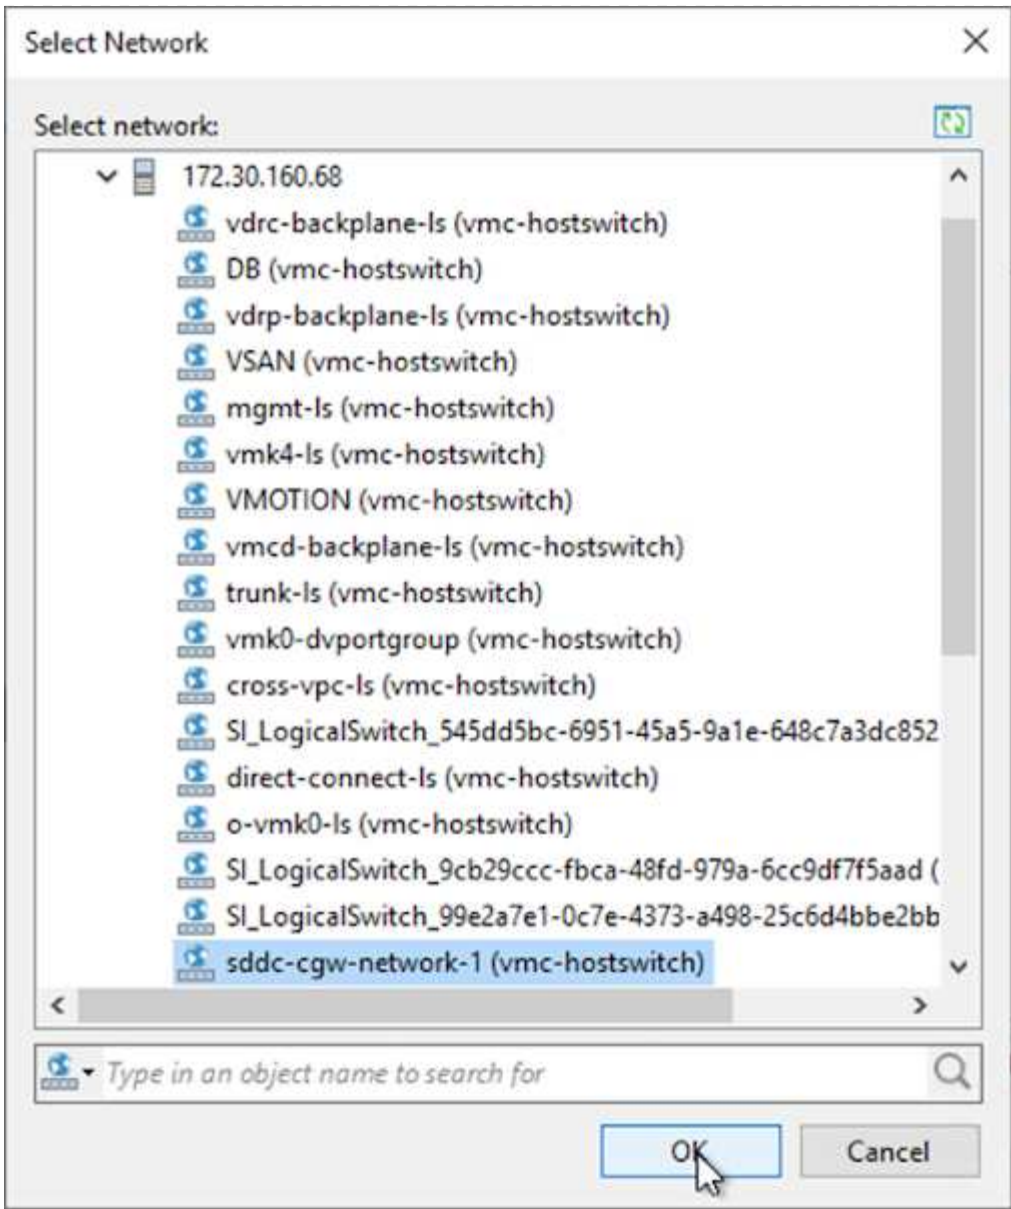 Select Network
Select network:
172.30.160.68
vdrc-backplane-ls (vmc-hostswitch)
DB (vmc-hostswitch)
vdrp-backplane-ls (vmc-hostswitch)
VSAN (vmc-hostswitch)
mgmt-ls (vmc-hostswitch)
vmk4-ls (vmc-hostswitch)
VMOTION (vmc-hostswitch)
vmcd-backplane-ls (vmc-hostswitch)
trunk-ls (vmc-hostswitch)
vmk0-dvportgroup (vmc-hostswitch)
cross-vpc-ls (vmc-hostswitch)
SI_LogicalSwitch_545dd5bc-6951-45a5-9a1e-648c7a3dc852
direct-connect-ls (vmc-hostswitch)
o-vmk0-ls (vmc-hostswitch)
SI_LogicalSwitch_9cb29ccc-fbca-48fd-979a-6cc9df7f5aad (
SI_LogicalSwitch_99e2a7e1-0c7e-4373-a498-25c6d4bbe2bb
sddc-cgw-network-1 (vmc-hostswitch)
Type in an object name to search for
OK Cancel